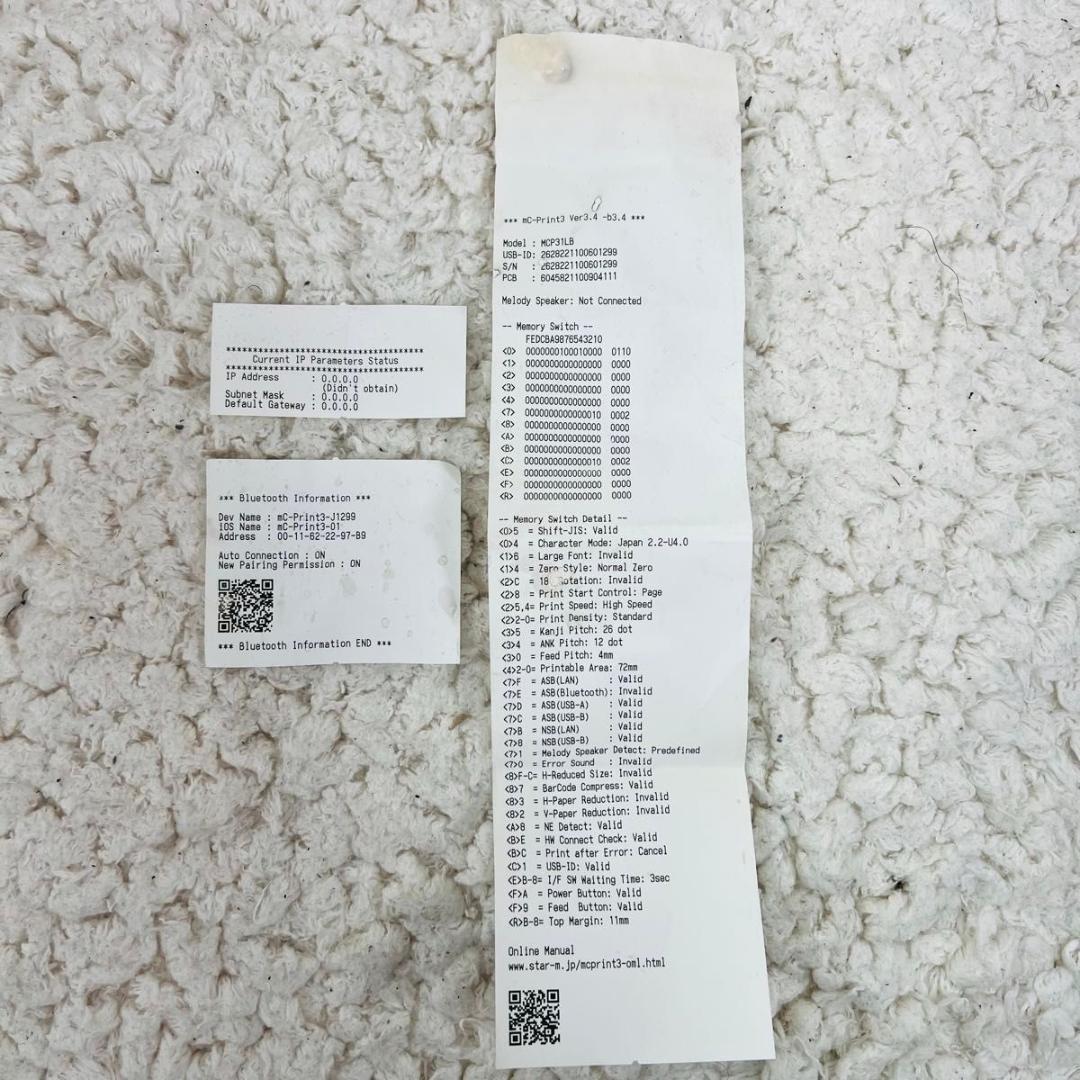 ************************************
Current IP Parameters Status
************************************
IP Address : 0.0.0.0
(Didn't obtain)
Subnet Mask : 0.0.0.0
Default Gateway : 0.0.0.0
*** Bluetooth Information ***
Dev Name : mC-Print3-J1299
iOS Name : mC-Print3-01
Address : 00-11-62-22-97-B9
Auto Connection : ON
New Pairing Permission : ON
*** Bluetooth Information END ***
*** mC-Print3 Ver3.4 -b3.4 ***
Model : MCP31LB
USB-ID: 2628221100601299
S/N : 2628221100601299
PCB : 6045821100904111
Melody Speaker: Not Connected
-- Memory Switch --
FEDCBA9876543210
<0> 0000000100010000 0110
<1> 0000000000000000 0000
<2> 0000000000000000 0000
<3> 0000000000000000 0000
<4> 0000000000000000 0000
<7> 0000000000000010 0002
<8> 0000000000000000 0000
<A> 0000000000000000 0000
<B> 0000000000000000 0000
<C> 0000000000000010 0002
<E> 0000000000000000 0000
<F> 0000000000000000 0000
<R> 0000000000000000 0000
-- Memory Switch Detail --
<0>5 = Shift-JIS: Valid
<0>4 = Character Mode: Japan 2.2-U4.0
<1>6 = Large Font: Invalid
<1>4 = Zero Style: Normal Zero
<2>C = 18 otation: Invalid
<2>8 = Print Start Control: Page
<2>5,4= Print Speed: High Speed
<2>2-0= Print Density: Standard
<3>5 = Kanji Pitch: 26 dot
<3>4 = ANK Pitch: 12 dot
<3>0 = Feed Pitch: 4mm
<4>2-0= Printable Area: 72mm
<7>F = ASB(LAN) : Valid
<7>E = ASB(Bluetooth): Invalid
<7>D = ASB(USB-A) : Valid
<7>C = ASB(USB-B) : Valid
<7>B = NSB(LAN) : Valid
<7>8 = NSB(USB-B) : Valid
<7>1 = Melody Speaker Detect: Predefined
<7>0 = Error Sound : Invalid
<8>F-C= H-Reduced Size: Invalid
<8>7 = BarCode Compress: Valid
<8>3 = H-Paper Reduction: Invalid
<8>2 = V-Paper Reduction: Invalid
<A>8 = NE Detect: Valid
<B>E = HW Connect Check: Valid
<B>C = Print after Error: Cancel
<C>1 = USB-ID: Valid
<E>B-8= I/F SW Waiting Time: 3sec
<F>A = Power Button: Valid
<F>9 = Feed Button: Valid
<R>B-8= Top Margin: 11mm
Online Manual
www.star-m.jp/mcprint3-oml.html